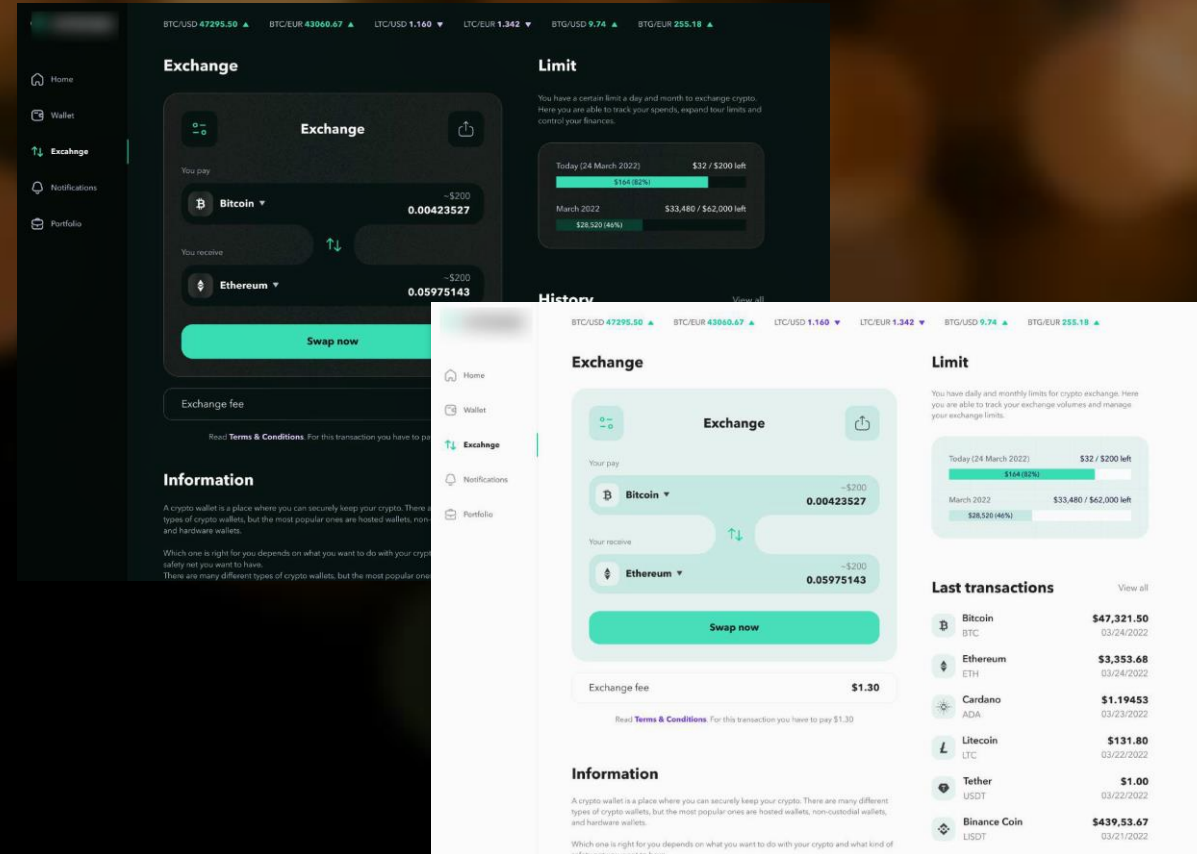 BTC/USD 47295.50 ▲ BTC/EUR 43060.67 ▲ LTC/USD 1.160 ▼ LTC/EUR 1.342 ▼ BTG/USD 9.74 ▲ BTG/EUR 255.18 ▲
Home
Wallet
Excahnge
Notifications
Portfolio
Exchange
Exchange
You pay
Bitcoin ▼
~$200
0.00423527
You receive
Ethereum ▼
~$200
0.05975143
Swap now
Exchange fee
Read Terms & Conditions. For this transaction you have to pa
Information
A crypto wallet is a place where you can securely keep your crypto. There a
types of crypto wallets, but the most popular ones are hosted wallets, non-
and hardware wallets.
Which one is right for you depends on what you want to do with your crypt
safety net you want to have.
There are many different types of crypto wallets, but the most popular ones
Limit
You have a certain limit a day and month to exchange crypto.
Here you are able to track your spends, expand tour limits and
control your finances.
Today (24 March 2022) $32 / $200 left
$164 (82%)
March 2022 $33,480 / $62,000 left
$28,520 (46%)
History View all
BTC/USD 47295.50 ▲ BTC/EUR 43060.67 ▲ LTC/USD 1.160 ▼ LTC/EUR 1.342 ▼ BTG/USD 9.74 ▲ BTG/EUR 255.18 ▲
Home
Wallet
Excahnge
Notifications
Portfolio
Exchange
Exchange
Your pay
Bitcoin ▼
~$200
0.00423527
Your receive
Ethereum ▼
~$200
0.05975143
Swap now
Exchange fee $1.30
Read Terms & Conditions. For this transaction you have to pay $1.30
Information
A crypto wallet is a place where you can securely keep your crypto. There are many different
types of crypto wallets, but the most popular ones are hosted wallets, non-custodial wallets,
and hardware wallets.
Which one is right for you depends on what you want to do with your crypto and what kind of
Limit
You have daily and monthly limits for crypto exchange. Here
you are able to track your exchange volumes and manage
your exchange limits.
Today (24 March 2022) $32 / $200 left
$164 (82%)
March 2022 $33,480 / $62,000 left
$28,520 (46%)
Last transactions View all
Bitcoin $47,321.50
BTC 03/24/2022
Ethereum $3,353.68
ETH 03/24/2022
Cardano $1.19453
ADA 03/23/2022
Litecoin $131.80
LTC 03/22/2022
Tether $1.00
USDT 03/22/2022
Binance Coin $439,53.67
LISDT 03/21/2022